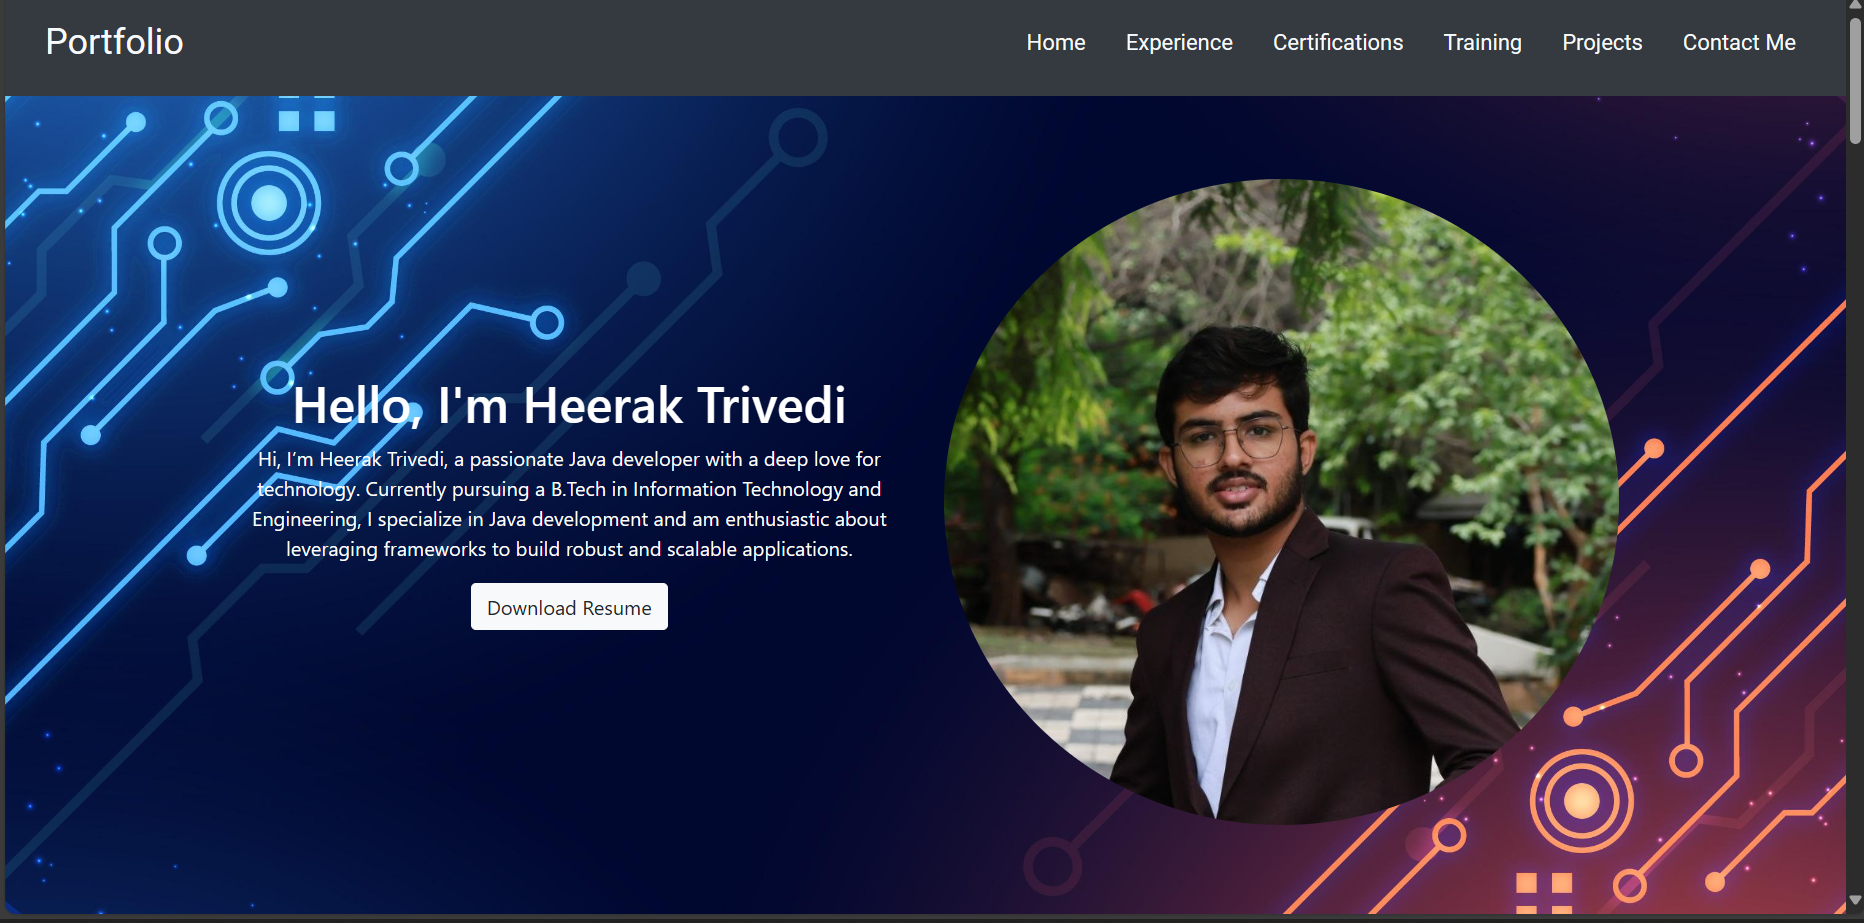 Portfolio
Home Experience Certifications Training Projects Contact Me
Hello, I'm Heerak Trivedi
Hi, I’m Heerak Trivedi, a passionate Java developer with a deep love for
technology. Currently pursuing a B.Tech in Information Technology and
Engineering, I specialize in Java development and am enthusiastic about
leveraging frameworks to build robust and scalable applications.
Download Resume